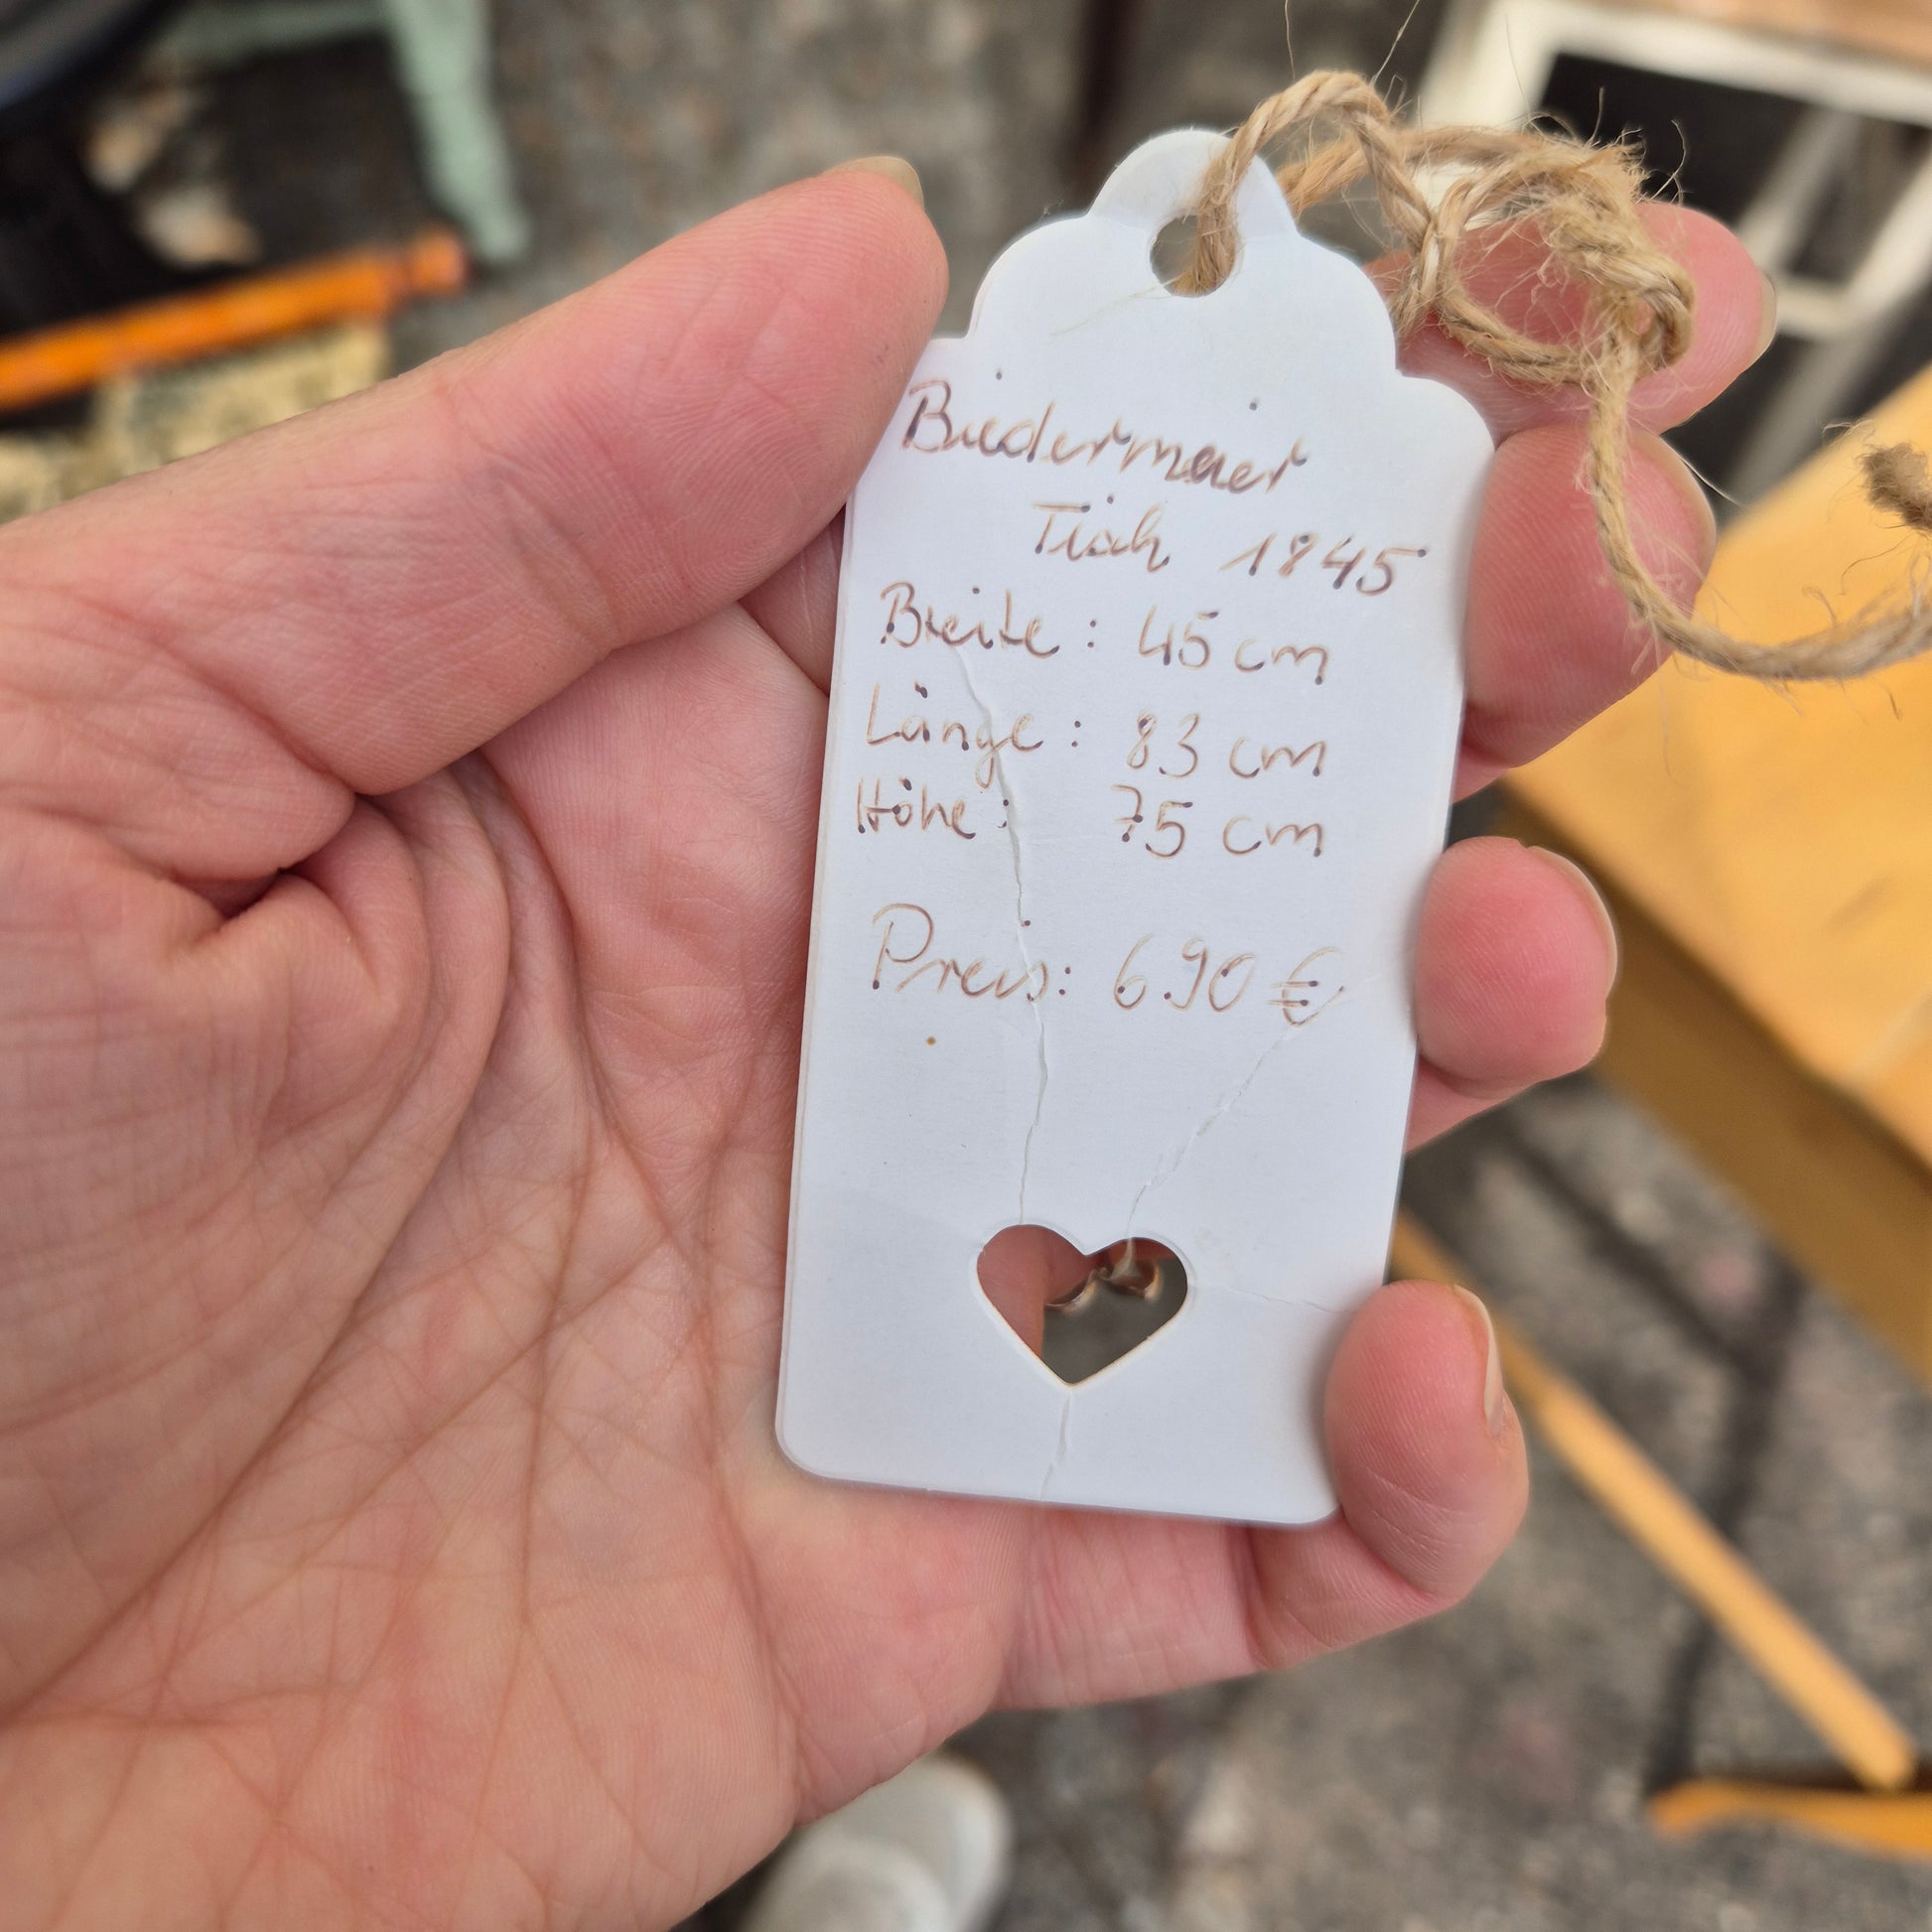 Biedermaier
Tisch 1845
Breite: 45 cm
Länge: 83 cm
Höhe: 75 cm
Preis: 690 €